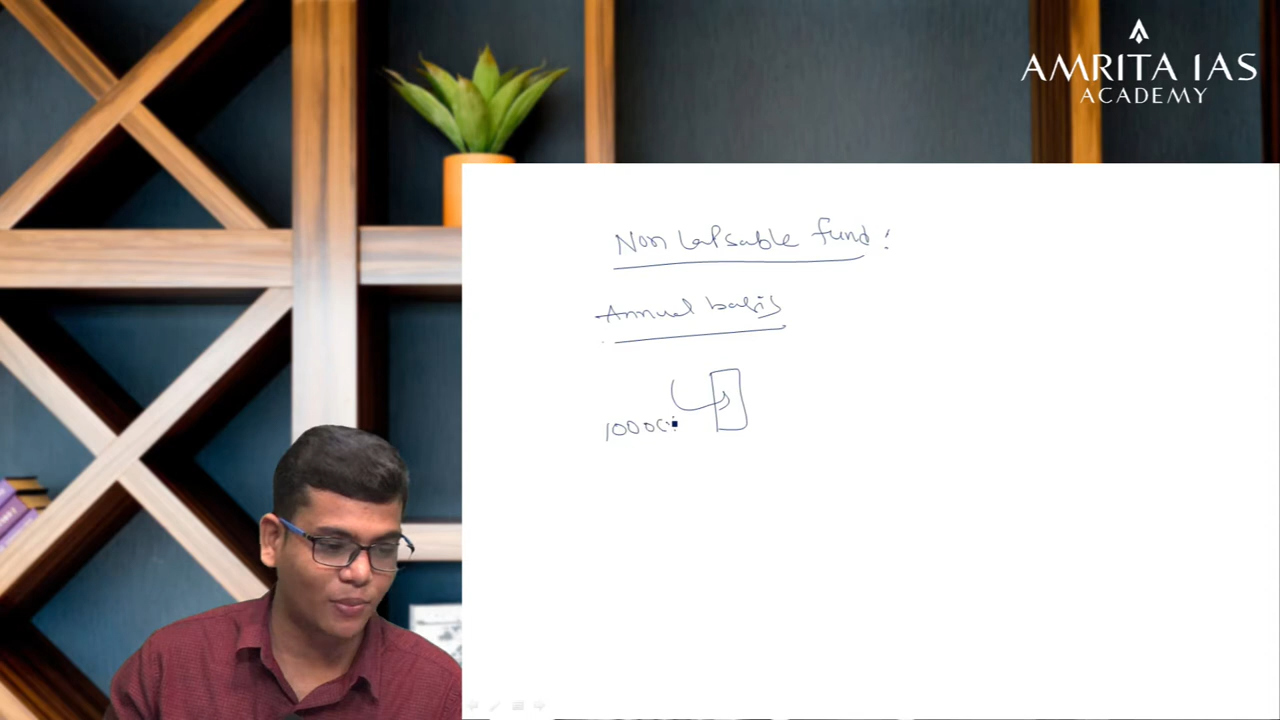 AMRITA IAS
ACADEMY
Non Lapsable fund :
Annual basis
1000Cr